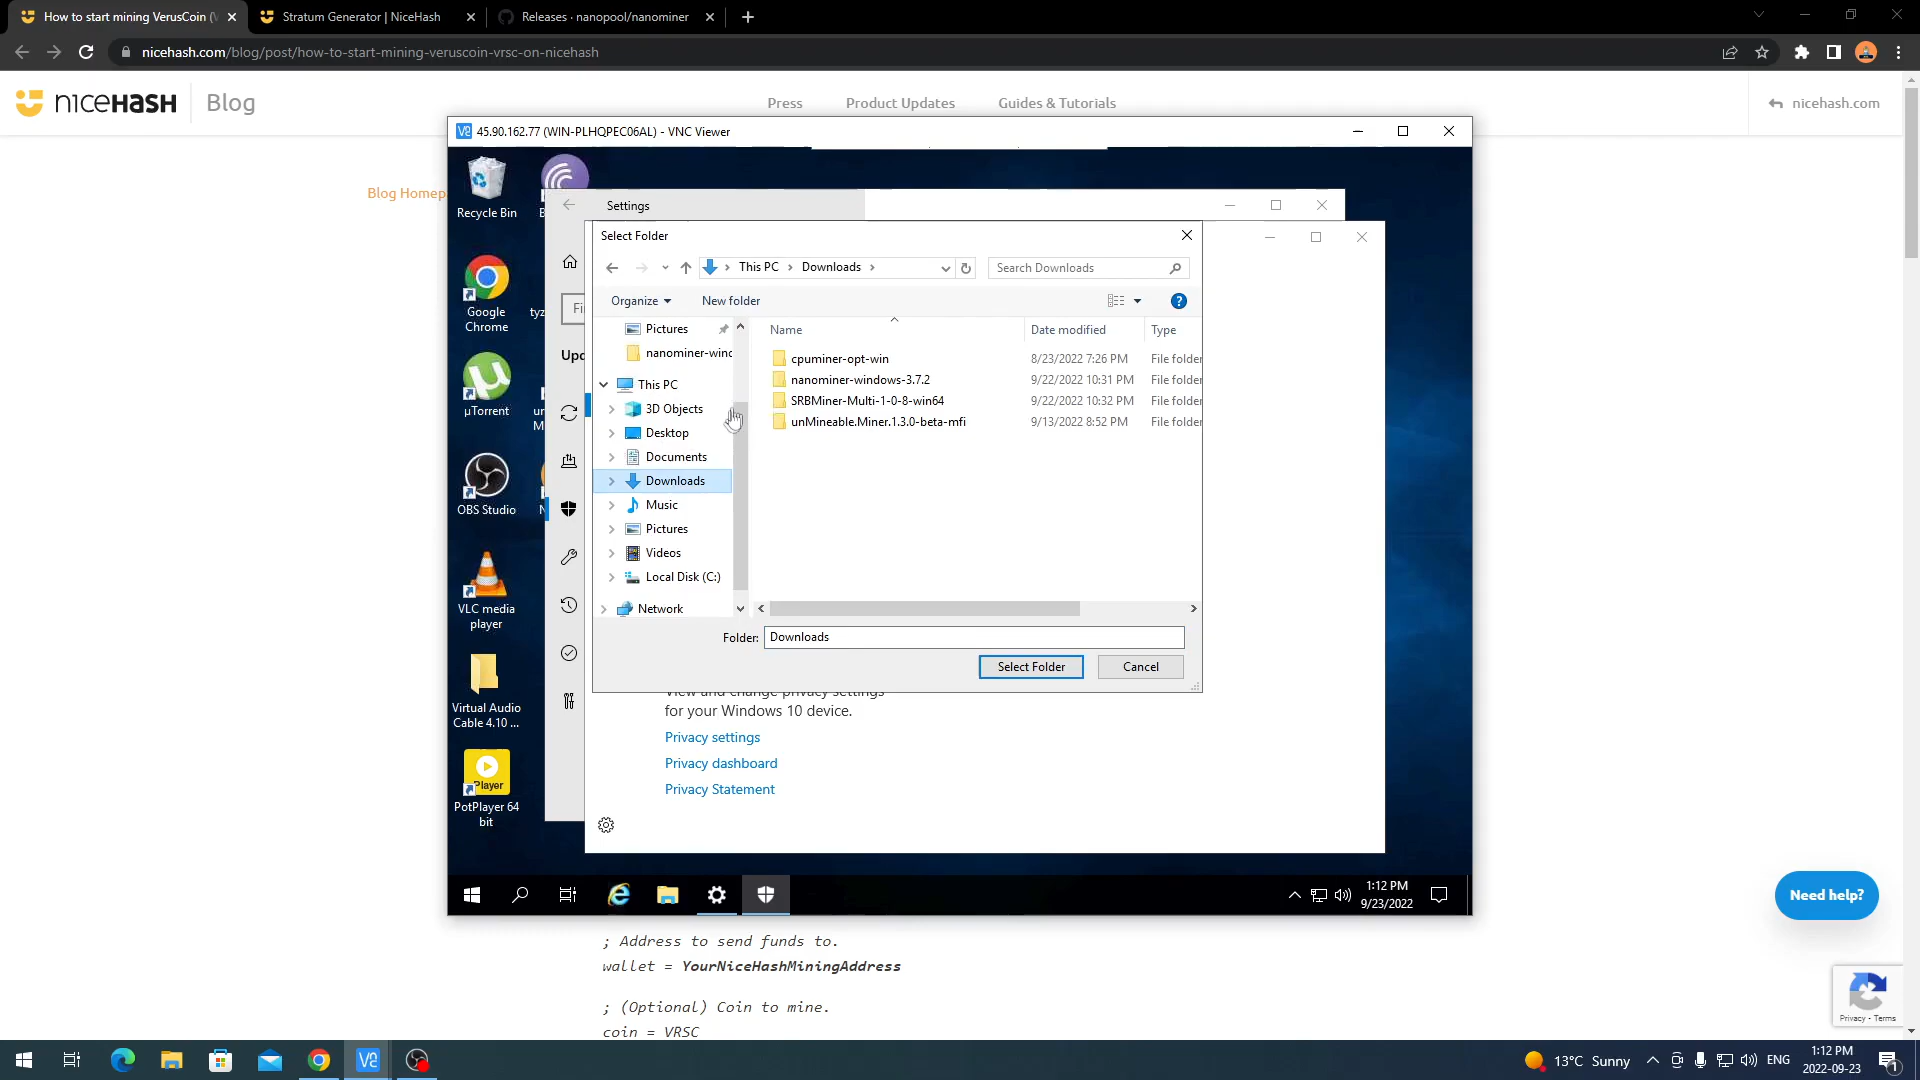 How to start mining VerusCoin (V
Stratum Generator | NiceHash
Releases · nanopool/nanominer
nicehash.com/blog/post/how-to-start-mining-veruscoin-vrsc-on-nicehash
nicehash
Blog
Press
Product Updates
Guides & Tutorials
nicehash.com
Blog Homep
45.90.162.77 (WIN-PLHQPEC06AL) - VNC Viewer
Recycle Bin
Google
Chrome
µTorrent
OBS Studio
VLC media
player
Virtual Audio
Cable 4.10 ...
Player
PotPlayer 64
bit
Settings
Select Folder
This PC
Downloads
Search Downloads
Organize
New folder
Pictures
nanominer-winc
This PC
3D Objects
Desktop
Documents
Downloads
Music
Pictures
Videos
Local Disk (C:)
Network
Name
Date modified
Type
cpuminer-opt-win
8/23/2022 7:26 PM
File folder
nanominer-windows-3.7.2
9/22/2022 10:31 PM
File folder
SRBMiner-Multi-1-0-8-win64
9/22/2022 10:32 PM
File folder
unMineable.Miner.1.3.0-beta-mfi
9/13/2022 8:52 PM
File folder
Folder:
Downloads
Select Folder
Cancel
View and change privacy settings
for your Windows 10 device.
Privacy settings
Privacy dashboard
Privacy Statement
1:12 PM
9/23/2022
; Address to send funds to.
wallet = YourNiceHashMiningAddress
; (Optional) Coin to mine.
coin = VRSC
Need help?
Privacy - Terms
13°C Sunny
ENG
1:12 PM
2022-09-23